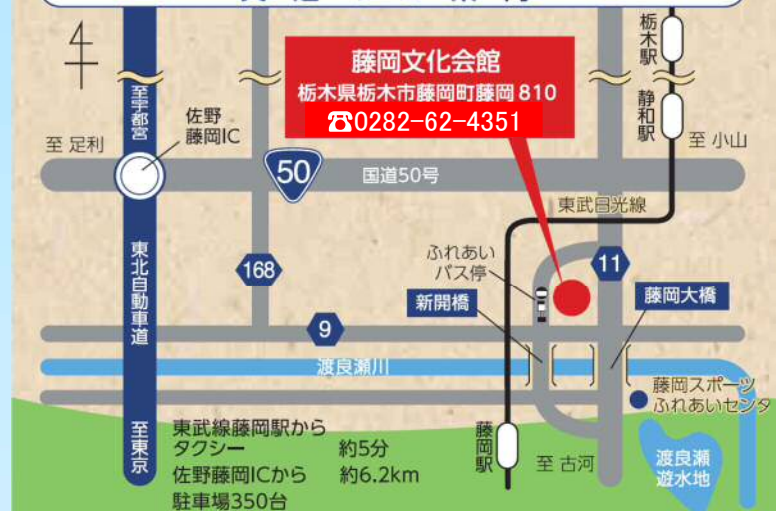 藤岡文化会館
栃木県栃木市藤岡町藤岡810
☎0282-62-4351
栃木駅
静和駅
至宇都宮
佐野
藤岡IC
至 足利
至 小山
50
国道50号
東武日光線
東北自動車道
168
ふれあい
バス停
11
新開橋
藤岡大橋
9
渡良瀬川
藤岡スポーツ
ふれあいセンタ
至東京
東武線藤岡駅から
タクシー 約5分
佐野藤岡ICから 約6.2km
駐車場350台
藤岡駅
至 古河
渡良瀬
遊水地